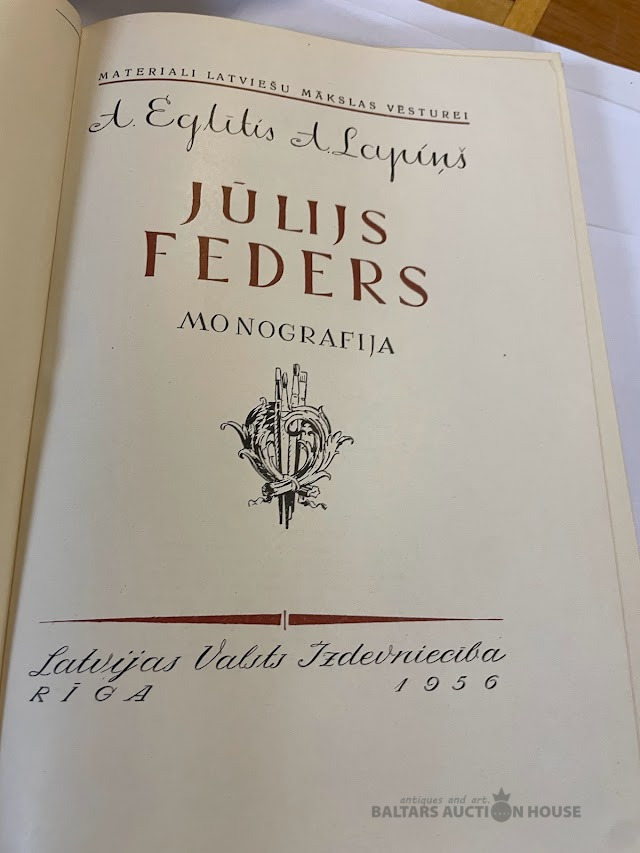 MATERIALI LATVIEŠU MĀKSLAS VĒSTUREI
A. Eglītis A. Lapiņš
JŪLIJS
FEDERS
MONOGRAFIJA
Latvijas Valsts Izdevniecība
RĪGA 1956
antiques and art.
BALTARS AUCTION HOUSE